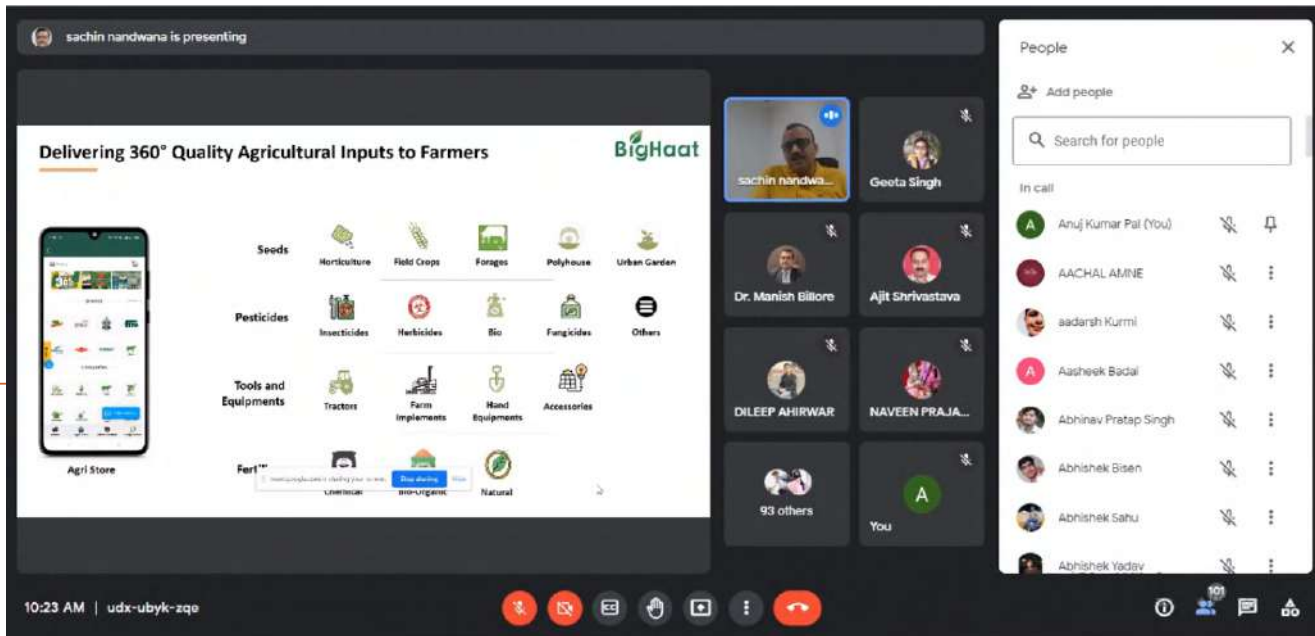 sachin nandwana is presenting
Delivering 360° Quality Agricultural Inputs to Farmers
BigHaat
Seeds
Horticulture
Field Crops
Forages
Polyhouse
Urban Garden
Pesticides
Insecticides
Herbicides
Bio
Fungicides
Others
Tools and
Equipments
Tractors
Farm
Implements
Hand
Equipments
Accessories
Stop sharing
Hide
Chemical
Bio-Organic
Natural
Agri Store
sachin nandwa...
Geeta Singh
Dr. Manish Billore
Ajit Shrivastava
DILEEP AHIRWAR
NAVEEN PRAJA...
93 others
A
You
People
Add people
Search for people
In call
A
Anuj Kumar Pal (You)
AACHAL AMNE
aadarsh Kurmi
A
Aasheek Badal
Abhinav Pratap Singh
Abhishek Bisen
Abhishek Sahu
Abhishek Yadav
10:23 AM | udx-ubyk-zqe
101